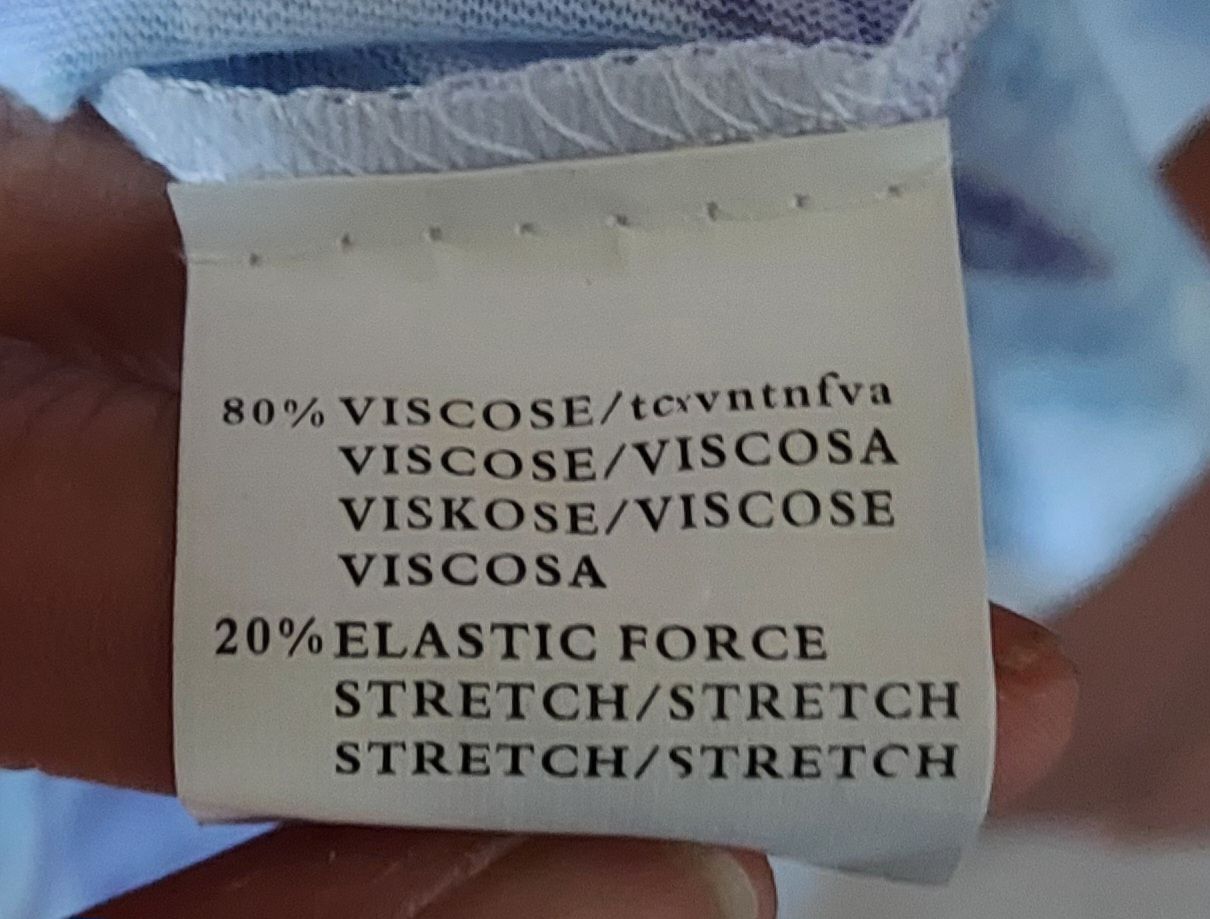 80% VISCOSE/tcxvntnfva
VISCOSE/VISCOSA
VISKOSE/VISCOSE
VISCOSA
20% ELASTIC FORCE
STRETCH/STRETCH
STRETCH/STRETCH